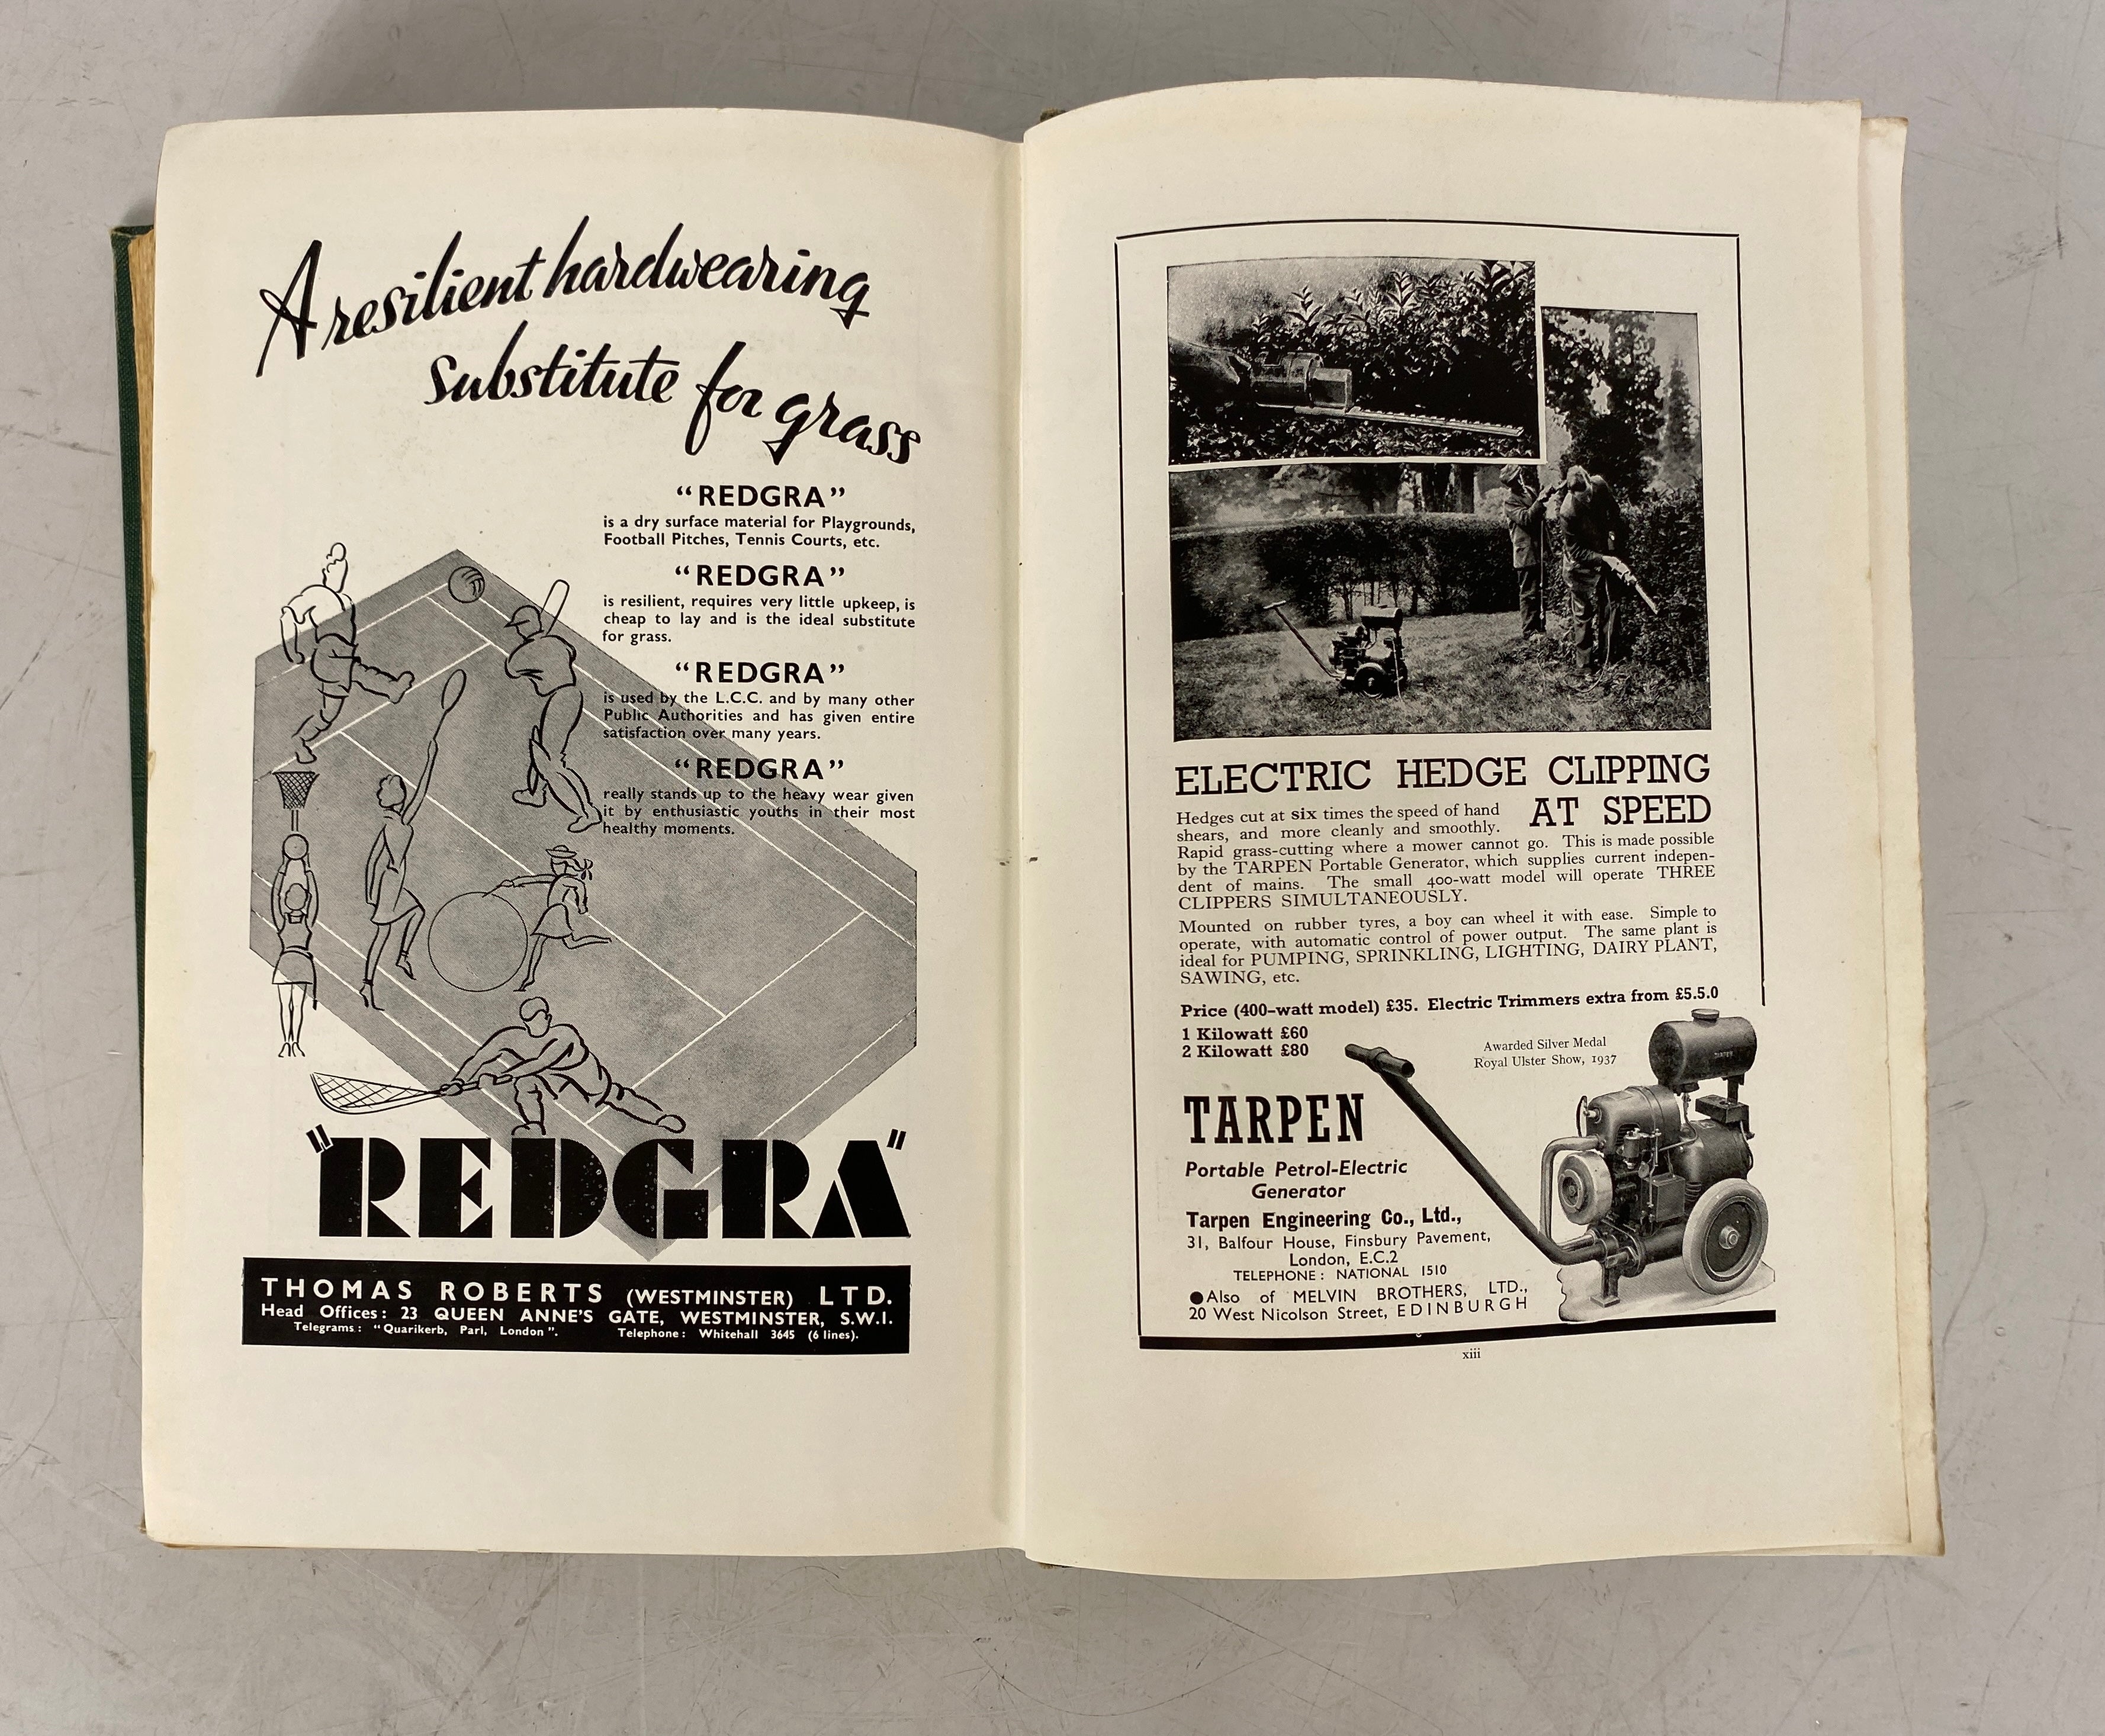 A resilient hardwearing
substitute for grass
“REDGRA”
is a dry surface material for Playgrounds,
Football Pitches, Tennis Courts, etc.
“REDGRA”
is resilient, requires very little upkeep, is
cheap to lay and is the ideal substitute
for grass.
“REDGRA”
is used by the L.C.C. and by many other
Public Authorities and has given entire
satisfaction over many years.
“REDGRA”
really stands up to the heavy wear given
it by enthusiastic youths in their most
healthy moments.
"REDGRA"
THOMAS ROBERTS (WESTMINSTER) LTD.
Head Offices: 23 QUEEN ANNE'S GATE, WESTMINSTER, S.W.I.
Telegrams: "Quarikerb, Parl, London". Telephone: Whitehall 3645 (6 lines).
ELECTRIC HEDGE CLIPPING
AT SPEED
Hedges cut at six times the speed of hand
shears, and more cleanly and smoothly.
Rapid grass-cutting where a mower cannot go. This is made possible
by the TARPEN Portable Generator, which supplies current indepen-
dent of mains. The small 400-watt model will operate THREE
CLIPPERS SIMULTANEOUSLY.
Mounted on rubber tyres, a boy can wheel it with ease. Simple to
operate, with automatic control of power output. The same plant is
ideal for PUMPING, SPRINKLING, LIGHTING, DAIRY PLANT,
SAWING, etc.
Price (400-watt model) £35. Electric Trimmers extra from £5.5.0
1 Kilowatt £60
2 Kilowatt £80
Awarded Silver Medal
Royal Ulster Show, 1937
TARPEN
TARPEN
Portable Petrol-Electric
Generator
Tarpen Engineering Co., Ltd.,
31, Balfour House, Finsbury Pavement,
London, E.C.2
TELEPHONE: NATIONAL 1510
●Also of MELVIN BROTHERS, LTD.,
20 West Nicolson Street, EDINBURGH
xiii